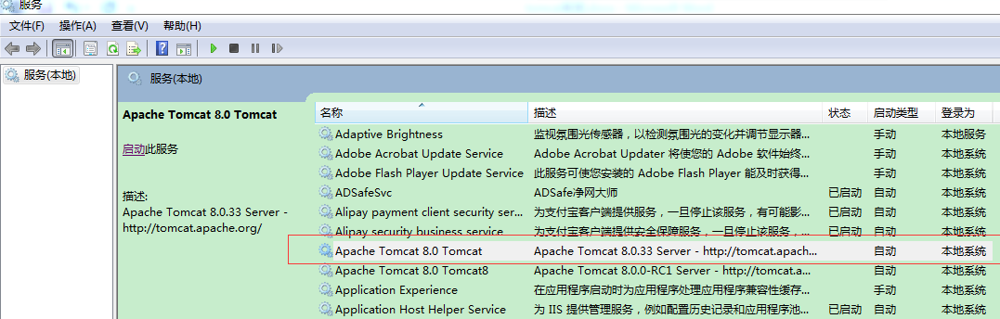 服务
文件(F) 操作(A) 查看(V) 帮助(H)
服务(本地)
服务(本地)
Apache Tomcat 8.0 Tomcat
启动此服务
描述:
Apache Tomcat 8.0.33 Server -
http://tomcat.apache.org/
名称 描述 状态 启动类型 登录为
Adaptive Brightness 监视氛围光传感器，以检测氛围光的变化并调节显示器... 手动 本地服务
Adobe Acrobat Update Service Adobe Acrobat Updater 将使您的 Adobe 软件始终... 手动 本地系统
Adobe Flash Player Update Service 此服务可使您安装的 Adobe Flash Player 能及时获得... 手动 本地系统
ADSafeSvc ADSafe净网大师 已启动 自动 本地系统
Alipay payment client security ser... 为支付宝客户端提供服务，一旦停止该服务，有可能影... 已启动 自动 本地系统
Alipay security business service 为支付宝客户端提供安全保障服务，一旦停止该服务，... 已启动 自动 本地系统
Apache Tomcat 8.0 Tomcat Apache Tomcat 8.0.33 Server - http://tomcat.apach... 自动 本地系统
Apache Tomcat 8.0 Tomcat8 Apache Tomcat 8.0.0-RC1 Server - http://tomcat.a... 自动 本地系统
Application Experience 在应用程序启动时为应用程序处理应用程序兼容性缓存... 手动 本地系统
Application Host Helper Service 为 IIS 提供管理服务，例如配置历史记录和应用程序池... 已启动 自动 本地系统